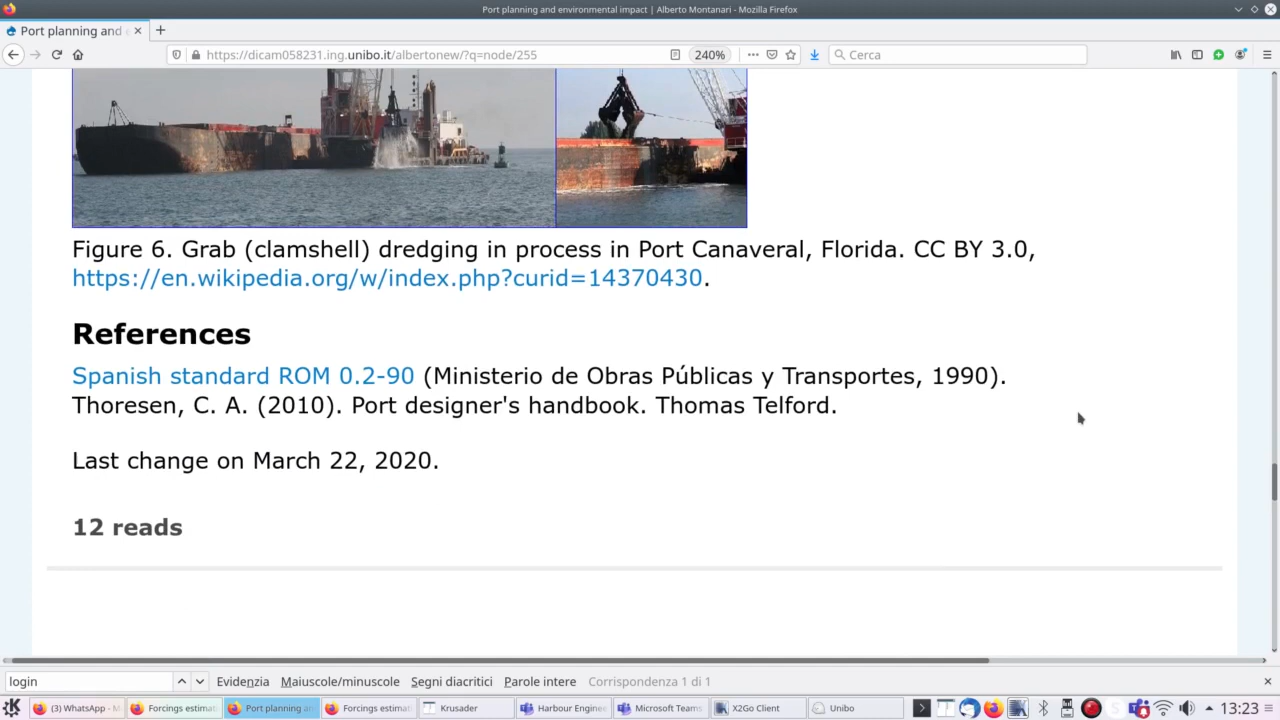 Port planning and environmental impact | Alberto Montanari - Mozilla Firefox
Port planning and e
https://dicam058231.ing.unibo.it/albertonew/?q=node/255
240%
Cerca
Figure 6. Grab (clamshell) dredging in process in Port Canaveral, Florida. CC BY 3.0,
https://en.wikipedia.org/w/index.php?curid=14370430.
References
Spanish standard ROM 0.2-90 (Ministerio de Obras Públicas y Transportes, 1990).
Thoresen, C. A. (2010). Port designer's handbook. Thomas Telford.
Last change on March 22, 2020.
12 reads
login
Evidenzia
Maiuscole/minuscole
Segni diacritici
Parole intere
Corrispondenza 1 di 1
(3) WhatsApp - M
Forcings estimat
Port planning an
Forcings estimat
Krusader
Harbour Enginee
Microsoft Teams
X2Go Client
Unibo
13:23